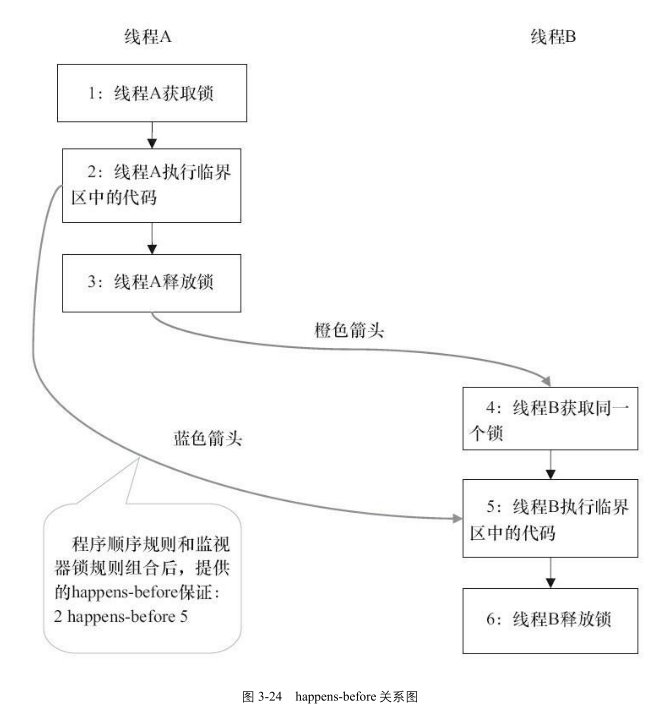 线程A
线程B
1：线程A获取锁
2：线程A执行临界
区中的代码
3：线程A释放锁
橙色箭头
4：线程B获取同一
个锁
蓝色箭头
5：线程B执行临界
区中的代码
程序顺序规则和监视
器锁规则组合后，提供
的happens-before保证：
2 happens-before 5
6：线程B释放锁
图 3-24 happens-before 关系图